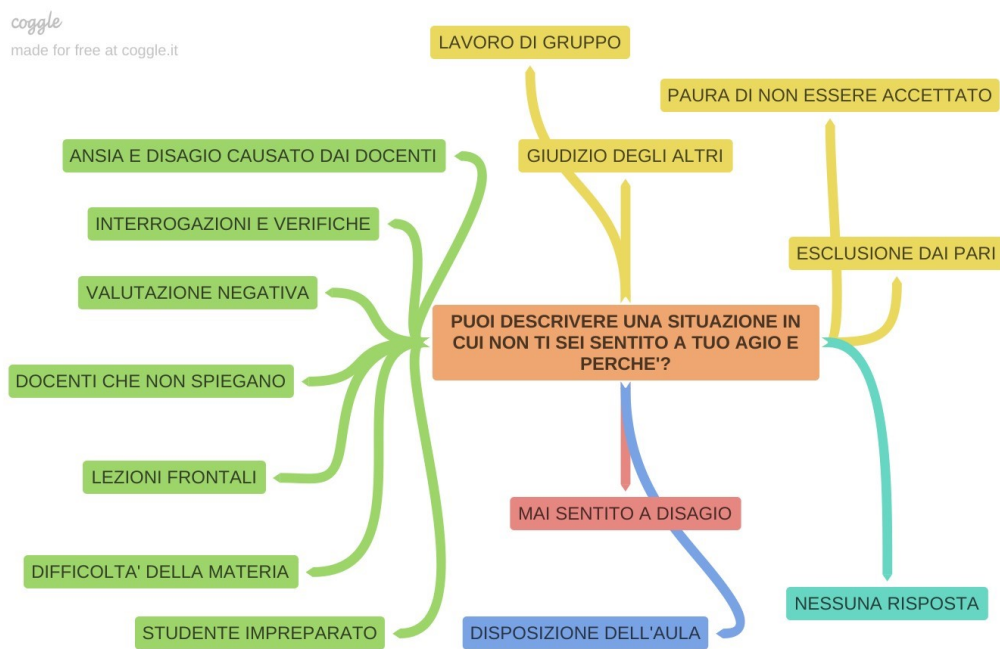 coggle
made for free at coggle.it
LAVORO DI GRUPPO
PAURA DI NON ESSERE ACCETTATO
ANSIA E DISAGIO CAUSATO DAI DOCENTI
GIUDIZIO DEGLI ALTRI
INTERROGAZIONI E VERIFICHE
ESCLUSIONE DAI PARI
VALUTAZIONE NEGATIVA
PUOI DESCRIVERE UNA SITUAZIONE IN
CUI NON TI SEI SENTITO A TUO AGIO E
PERCHE'?
DOCENTI CHE NON SPIEGANO
LEZIONI FRONTALI
MAI SENTITO A DISAGIO
DIFFICOLTA' DELLA MATERIA
NESSUNA RISPOSTA
STUDENTE IMPREPARATO
DISPOSIZIONE DELL'AULA